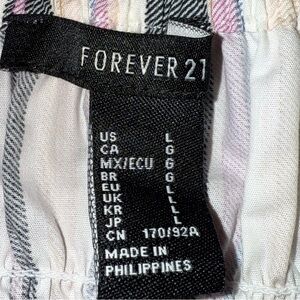 FOREVER 21
US L
CA G
MX/ECU G
BR G
EU L
UK L
KR L
JP L
CN 170/92A
MADE IN
PHILIPPINES